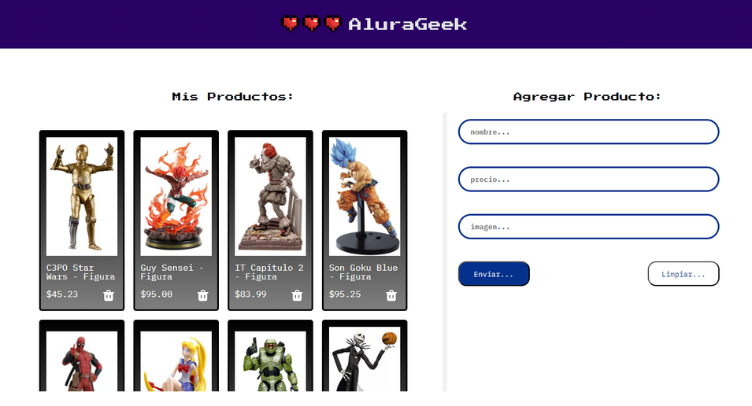 AluraGeek
Mis Productos:
C3PO Star
Wars - Figura
$45.23
Guy Sensei -
Figura
$95.00
IT Capitulo 2
- Figura
$83.99
Son Goku Blue
- Figura
$95.25
Agregar Producto:
nombre...
precio...
imagen...
Enviar...
Limpiar...